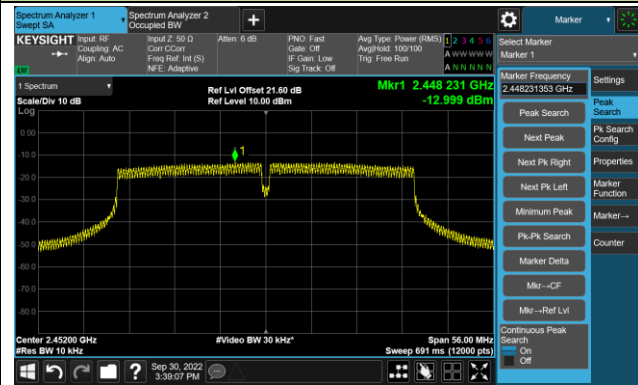 Spectrum Analyzer 1
Swept SA
Spectrum Analyzer 2
Occupied BW
+
Marker
KEYSIGHT
Input: RF
Coupling: AC
Align: Auto
Input Z: 50 Ω
Corr CCorr
Freq Ref: Int (S)
NFE: Adaptive
Atten: 6 dB
PNO: Fast
Gate: Off
IF Gain: Low
Sig Track: Off
Avg Type: Power (RMS)
Avg|Hold: 100/100
Trig: Free Run
1 2 3 4 5 6
A W W W W W
A N N N N N
LNI
Select Marker
Marker 1
1 Spectrum
Scale/Div 10 dB
Log
Ref Lvl Offset 21.60 dB
Ref Level 10.00 dBm
Mkr1 2.448 231 GHz
-12.999 dBm
0.00
-10.0
-20.0
-30.0
-40.0
-50.0
-60.0
-70.0
-80.0
1
Center 2.45200 GHz
#Res BW 10 kHz
#Video BW 30 kHz*
Span 56.00 MHz
Sweep 691 ms (12000 pts)
Marker Frequency
2.448231353 GHz
Peak Search
Next Peak
Next Pk Right
Next Pk Left
Minimum Peak
Pk-Pk Search
Marker Delta
Mkr→CF
Mkr→Ref Lvl
Continuous Peak
Search
On
Off
Settings
Peak
Search
Pk Search
Config
Properties
Marker
Function
Marker→
Counter
?
Sep 30, 2022
3:39:07 PM